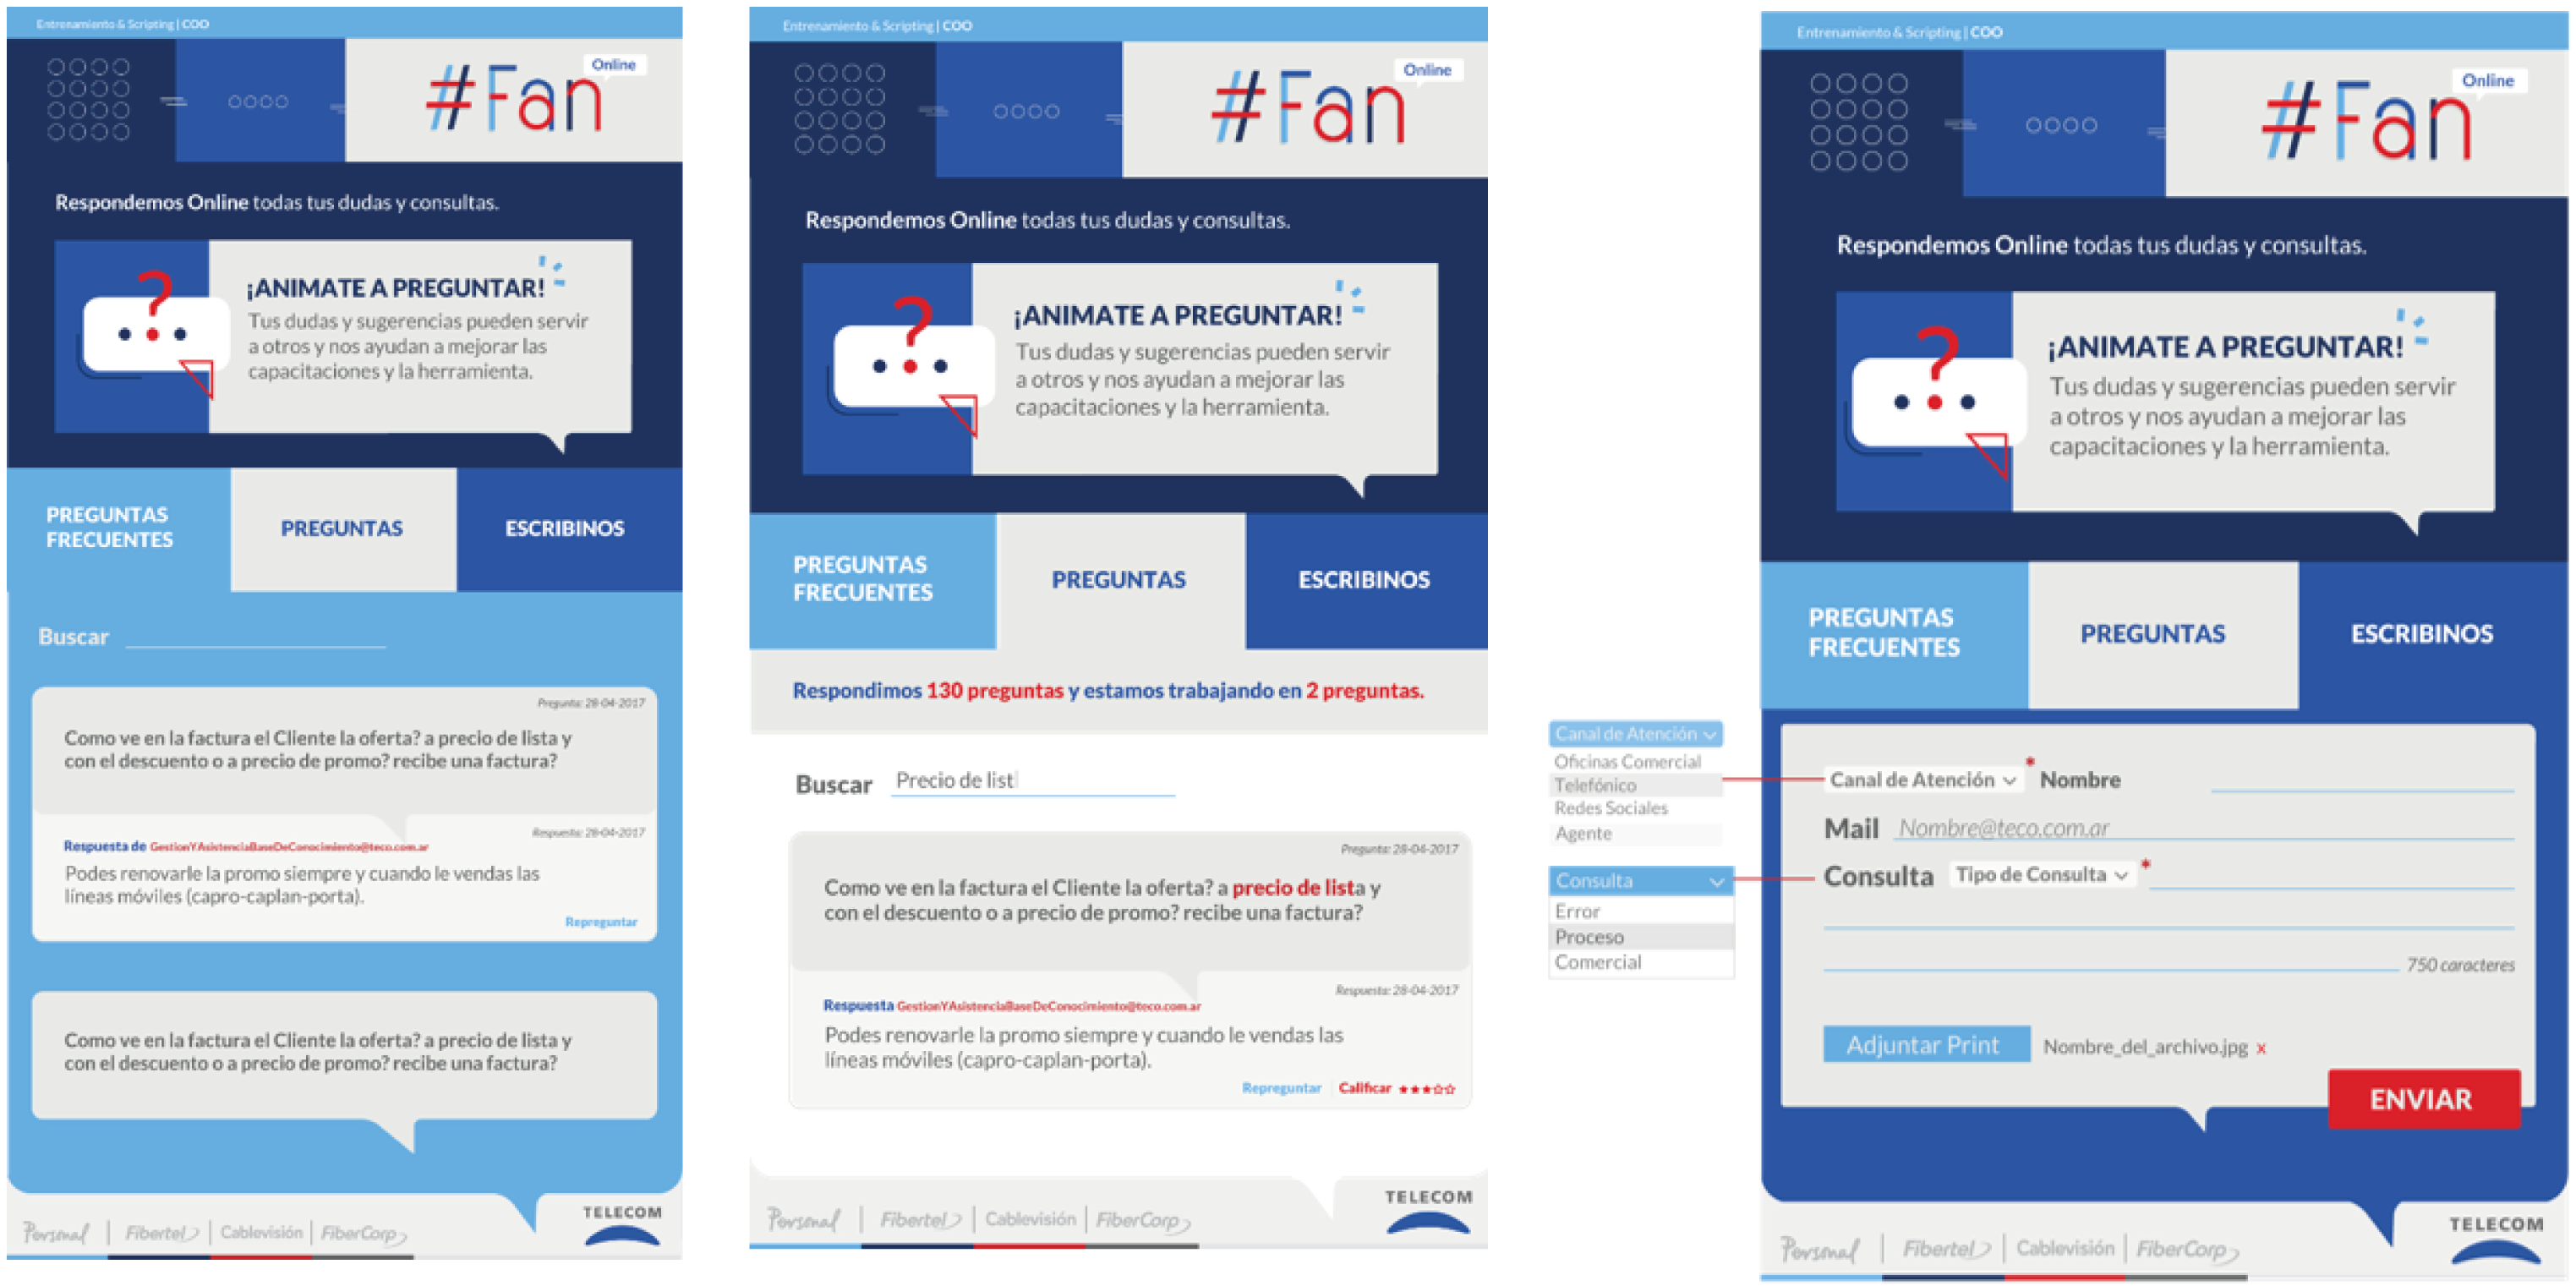 Entrenamiento & Scripting | COO
#Fan
Online
Respondemos Online todas tus dudas y consultas.
¡ANIMATE A PREGUNTAR!
Tus dudas y sugerencias pueden servir
a otros y nos ayudan a mejorar las
capacitaciones y la herramienta.
PREGUNTAS
FRECUENTES
PREGUNTAS
ESCRIBINOS
Buscar
Pregunta: 28-04-2017
Como ve en la factura el Cliente la oferta? a precio de lista y
con el descuento o a precio de promo? recibe una factura?
Respuesta: 28-04-2017
Respuesta de GestionYAsistenciaBaseDeConocimiento@teco.com.ar
Podes renovarle la promo siempre y cuando le vendas las
líneas móviles (capro-caplan-porta).
Repreguntar
Como ve en la factura el Cliente la oferta? a precio de lista y
con el descuento o a precio de promo? recibe una factura?
Personal | Fibertel | Cablevisión | FiberCorp
TELECOM
Entrenamiento & Scripting | COO
#Fan
Online
Respondemos Online todas tus dudas y consultas.
¡ANIMATE A PREGUNTAR!
Tus dudas y sugerencias pueden servir
a otros y nos ayudan a mejorar las
capacitaciones y la herramienta.
PREGUNTAS
FRECUENTES
PREGUNTAS
ESCRIBINOS
Respondimos 130 preguntas y estamos trabajando en 2 preguntas.
Buscar Precio de list
Pregunta: 28-04-2017
Como ve en la factura el Cliente la oferta? a precio de lista y
con el descuento o a precio de promo? recibe una factura?
Respuesta: 28-04-2017
Respuesta GestionYAsistenciaBaseDeConocimiento@teco.com.ar
Podes renovarle la promo siempre y cuando le vendas las
líneas móviles (capro-caplan-porta).
Repreguntar | Calificar ★★★☆☆
Personal | Fibertel | Cablevisión | FiberCorp
TELECOM
Canal de Atención
Oficinas Comercial
Telefónico
Redes Sociales
Agente
Consulta
Error
Proceso
Comercial
Entrenamiento & Scripting | COO
#Fan
Online
Respondemos Online todas tus dudas y consultas.
¡ANIMATE A PREGUNTAR!
Tus dudas y sugerencias pueden servir
a otros y nos ayudan a mejorar las
capacitaciones y la herramienta.
PREGUNTAS
FRECUENTES
PREGUNTAS
ESCRIBINOS
Canal de Atención * Nombre
Mail Nombre@teco.com.ar
Consulta Tipo de Consulta *
750 caracteres
Adjuntar Print Nombre_del_archivo.jpg x
ENVIAR
Personal | Fibertel | Cablevisión | FiberCorp
TELECOM